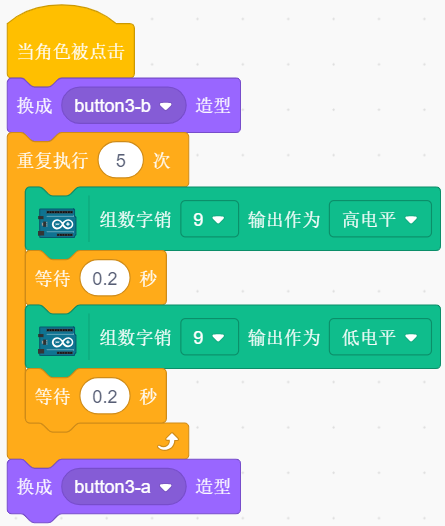 当角色被点击
换成 button3-b 造型
重复执行 5 次
组数字销 9 输出作为 高电平
等待 0.2 秒
组数字销 9 输出作为 低电平
等待 0.2 秒
换成 button3-a 造型